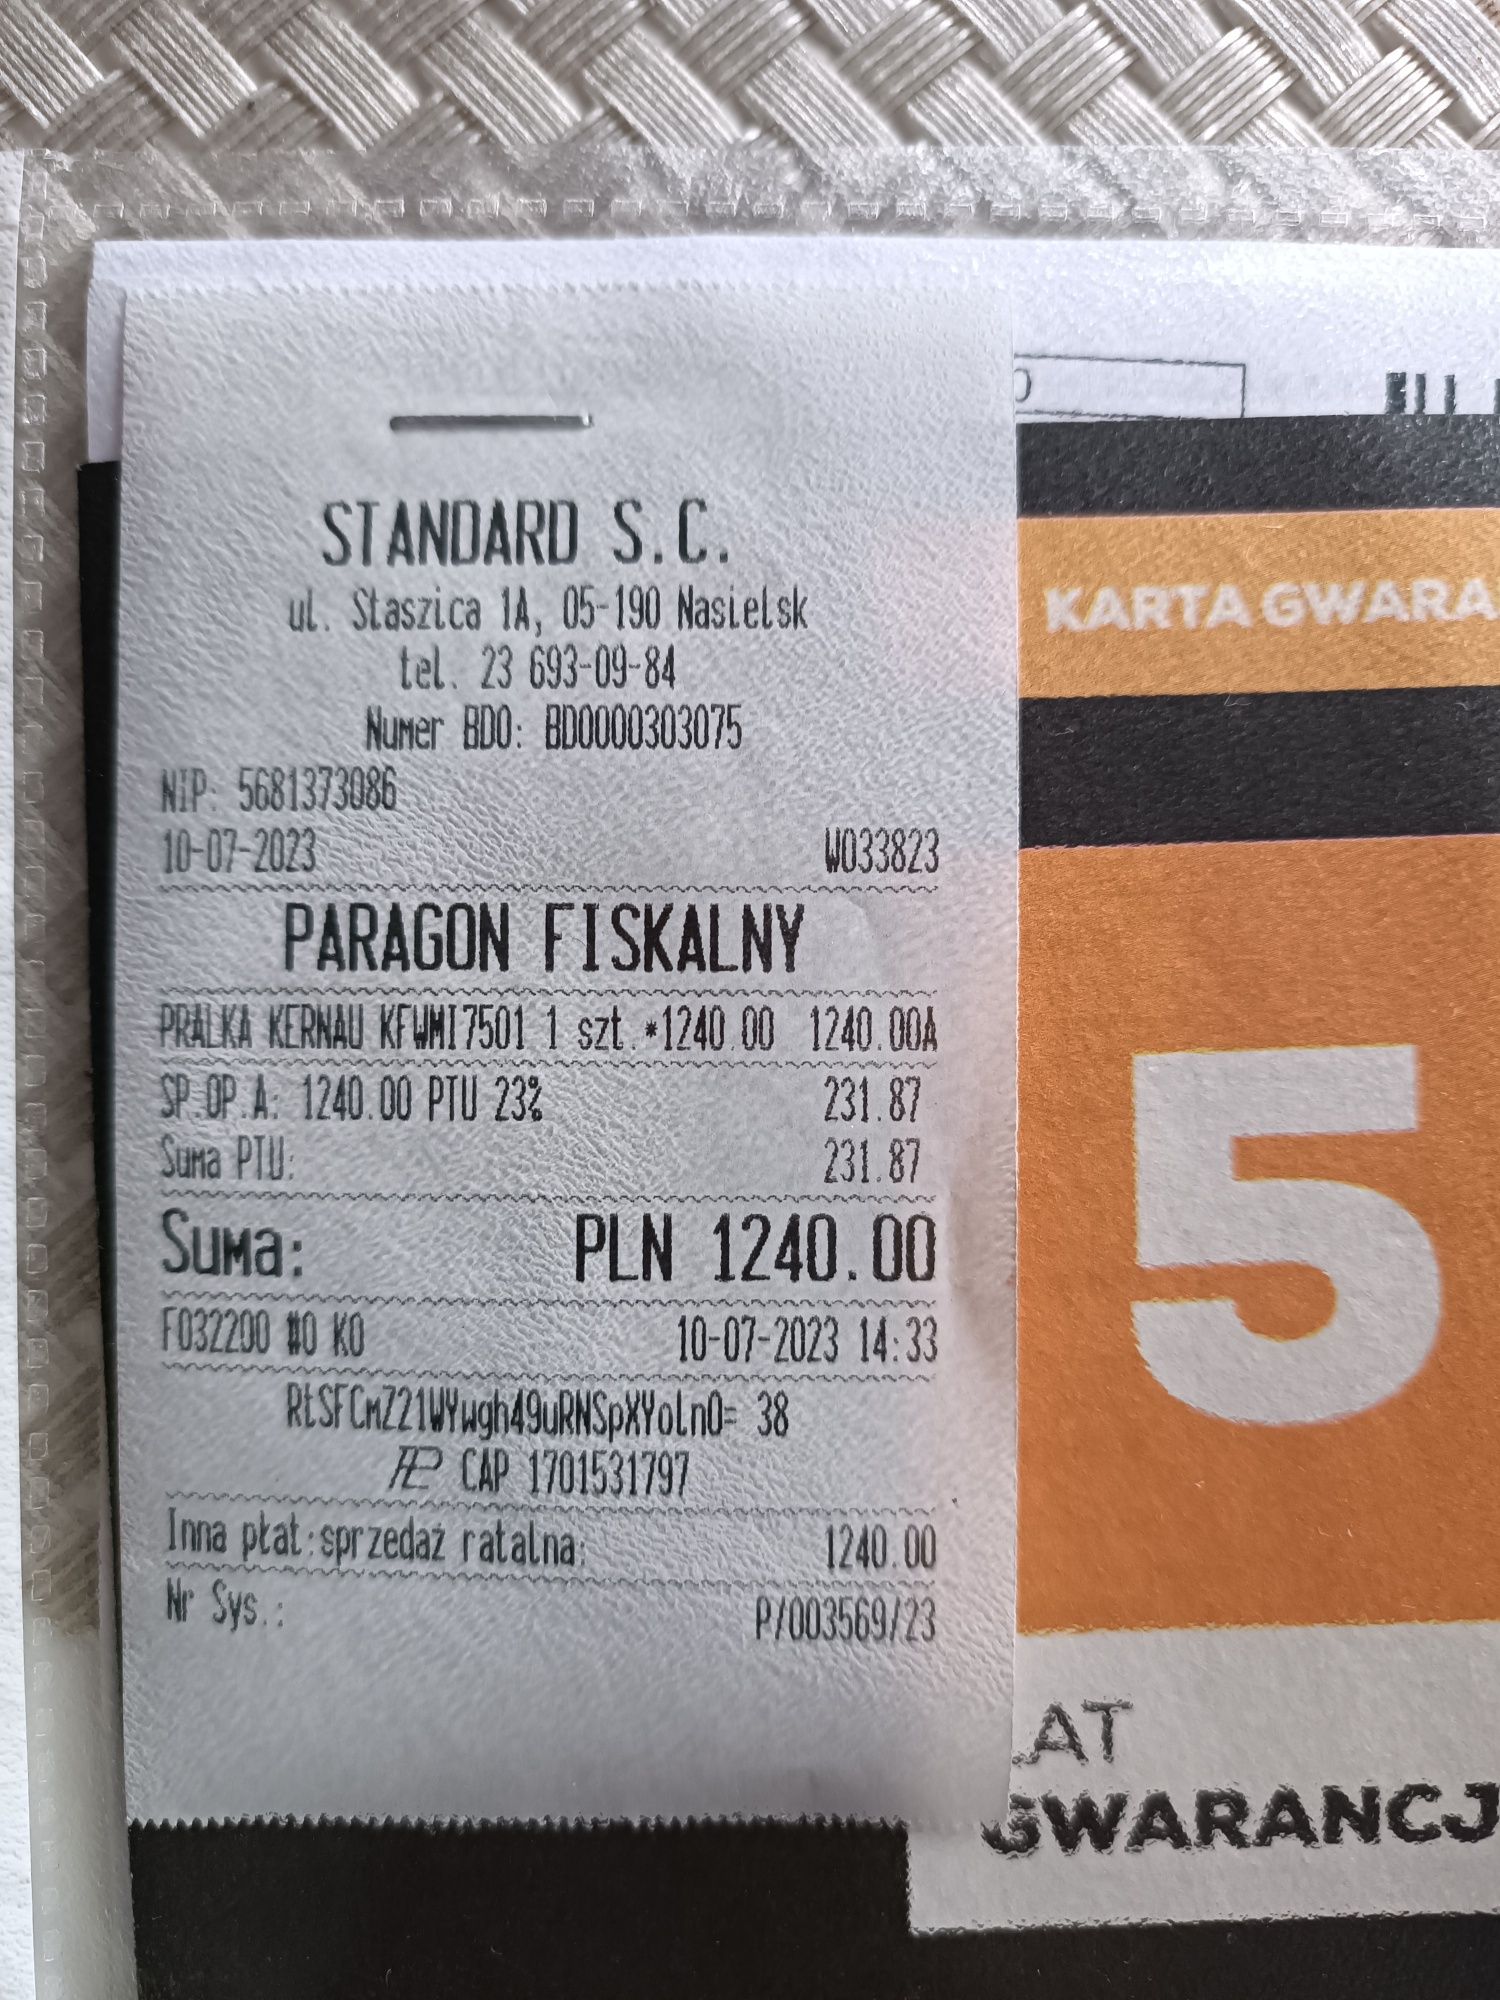 STANDARD S.C.
ul. Staszica 1A, 05-190 Nasielsk
tel. 23 693-09-84
Numer BDO: BDO000303075
NIP: 5681373086
10-07-2023 W033823
PARAGON FISKALNY
PRALKA KERNAU KFWMI7501 1 szt.*1240.00 1240.00A
SP.OP.A: 1240.00 PTU 23% 231.87
Suma PTU: 231.87
Suma: PLN 1240.00
F032200 #0 K0 10-07-2023 14:33
RtSFCmZ21WYwgh49uRNSpXYoln0= 38
CAP 1701531797
Inna płat:sprzedaż ratalna: 1240.00
Nr Sys.: P/003569/23
KARTA GWARA
5
LAT
GWARANCJ